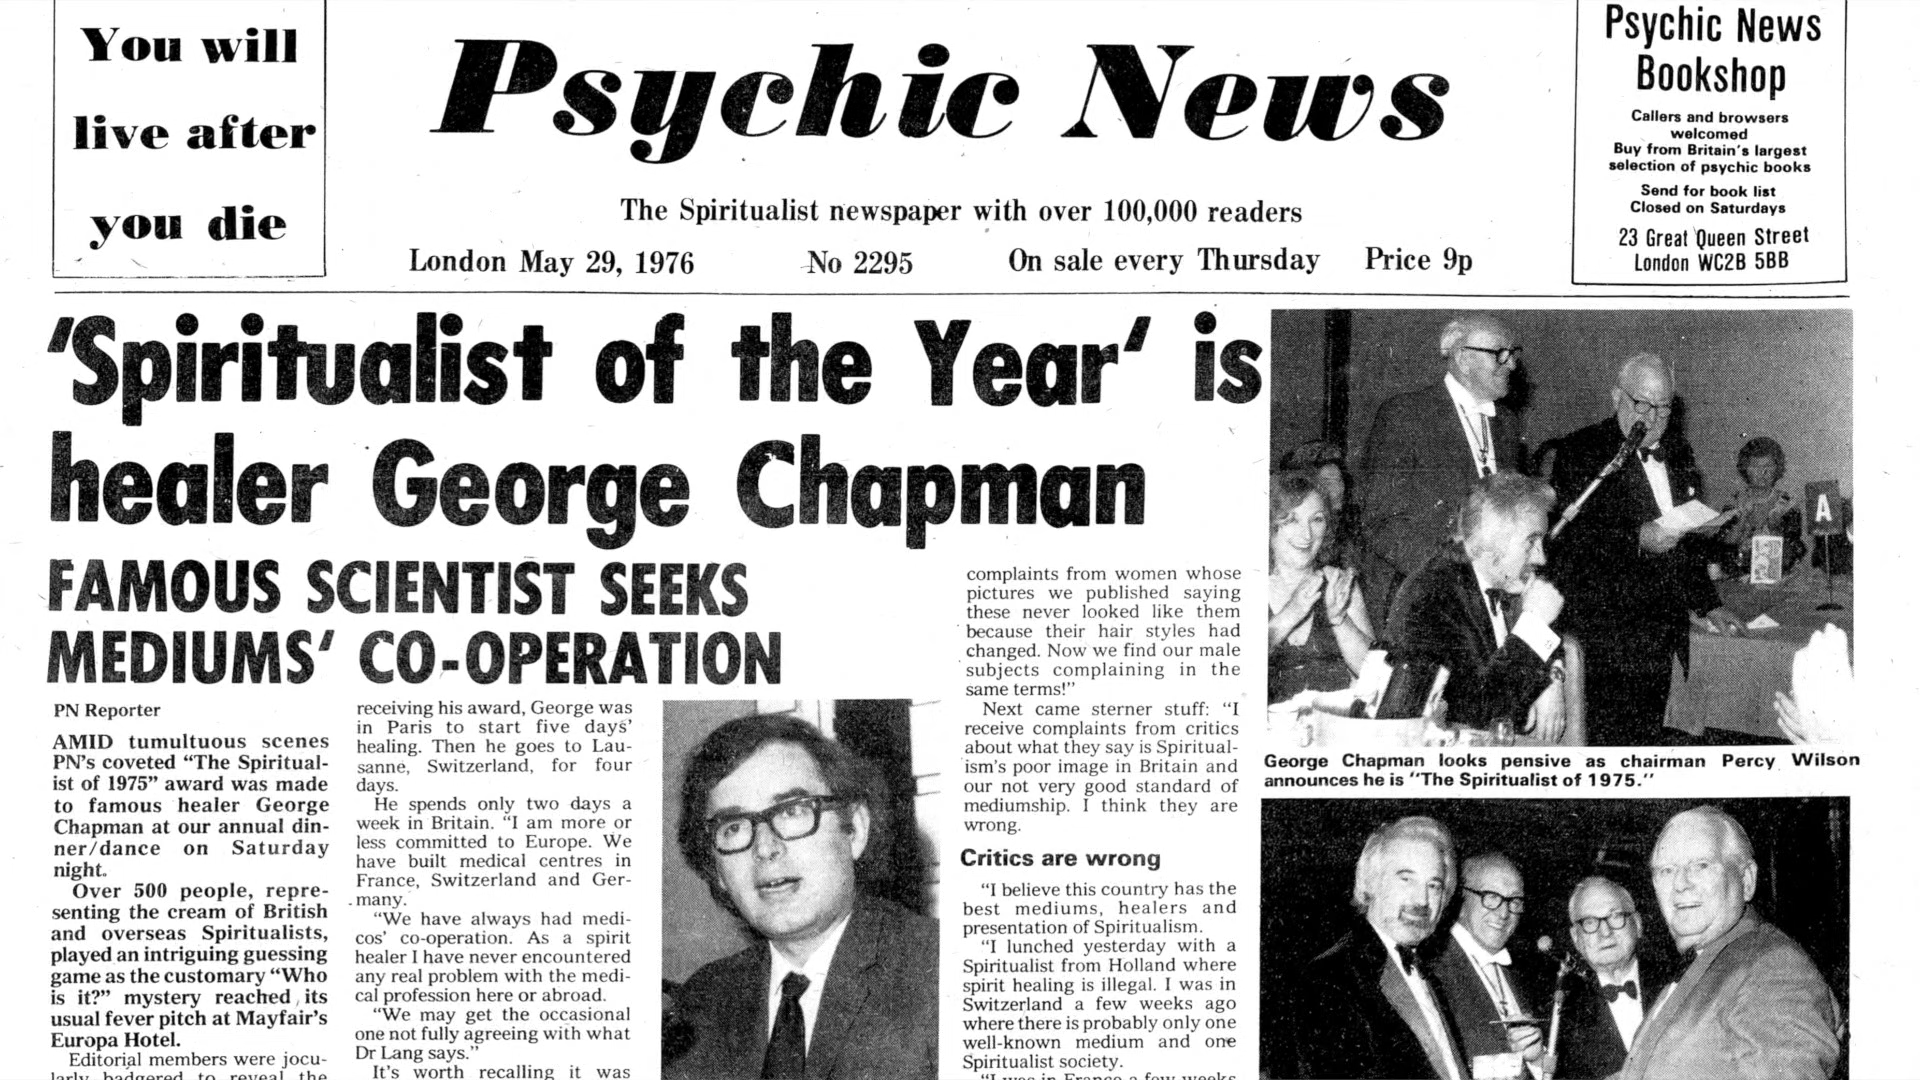 You will
live after
you die
Psychic News
The Spiritualist newspaper with over 100,000 readers
London May 29, 1976 No 2295 On sale every Thursday Price 9p
Psychic News
Bookshop
Callers and browsers
welcomed
Buy from Britain's largest
selection of psychic books
Send for book list
Closed on Saturdays
23 Great Queen Street
London WC2B 5BB
'Spiritualist of the Year' is
healer George Chapman
FAMOUS SCIENTIST SEEKS
MEDIUMS' CO-OPERATION
PN Reporter
AMID tumultuous scenes
PN's coveted "The Spiritual-
ist of 1975" award was made
to famous healer George
Chapman at our annual din-
ner/dance on Saturday
night.
Over 500 people, repre-
senting the cream of British
and overseas Spiritualists,
played an intriguing guessing
game as the customary "Who
is it?" mystery reached its
usual fever pitch at Mayfair's
Europa Hotel.
Editorial members were jocu-
larly badgered to reveal the
receiving his award, George was
in Paris to start five days'
healing. Then he goes to Lau-
sanne, Switzerland, for four
days.
He spends only two days a
week in Britain. "I am more or
less committed to Europe. We
have built medical centres in
France, Switzerland and Ger-
many.
"We have always had medi-
cos' co-operation. As a spirit
healer I have never encountered
any real problem with the medi-
cal profession here or abroad.
"We may get the occasional
one not fully agreeing with what
Dr Lang says."
It's worth recalling it was
complaints from women whose
pictures we published saying
these never looked like them
because their hair styles had
changed. Now we find our male
subjects complaining in the
same terms!"
Next came sterner stuff: "I
receive complaints from critics
about what they say is Spiritual-
ism's poor image in Britain and
our not very good standard of
mediumship. I think they are
wrong.
Critics are wrong
"I believe this country has the
best mediums, healers and
presentation of Spiritualism.
"I lunched yesterday with a
Spiritualist from Holland where
spirit healing is illegal. I was in
Switzerland a few weeks ago
where there is probably only one
well-known medium and one
Spiritualist society.
"I was in France a few weeks
A
George Chapman looks pensive as chairman Percy Wilson
announces he is "The Spiritualist of 1975."